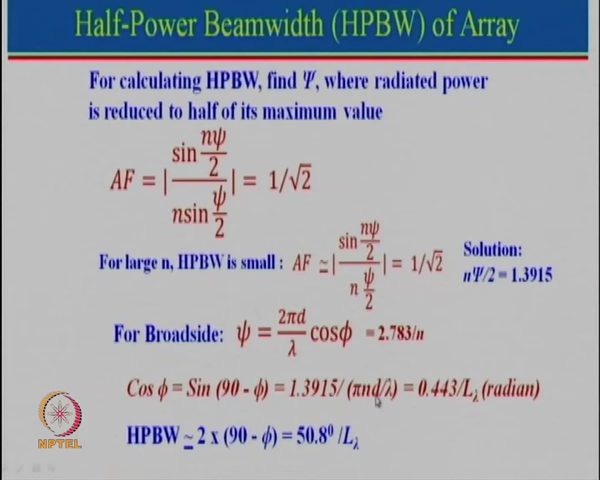 Half-Power Beamwidth (HPBW) of Array
For calculating HPBW, find Ψ, where radiated power
is reduced to half of its maximum value
AF = |sin(nψ/2) / (nsin(ψ/2))| = 1/√2
For large n, HPBW is small : AF ≃ |sin(nψ/2) / (n ψ/2)| = 1/√2
Solution:
nΨ/2 = 1.3915
For Broadside: ψ = (2πd/λ) cosϕ = 2.783/n
Cos ϕ = Sin (90 - ϕ) = 1.3915/ (πnd/λ) = 0.443/L_λ (radian)
HPBW ≃ 2 x (90 - ϕ) = 50.8⁰ /L_λ
NPTEL